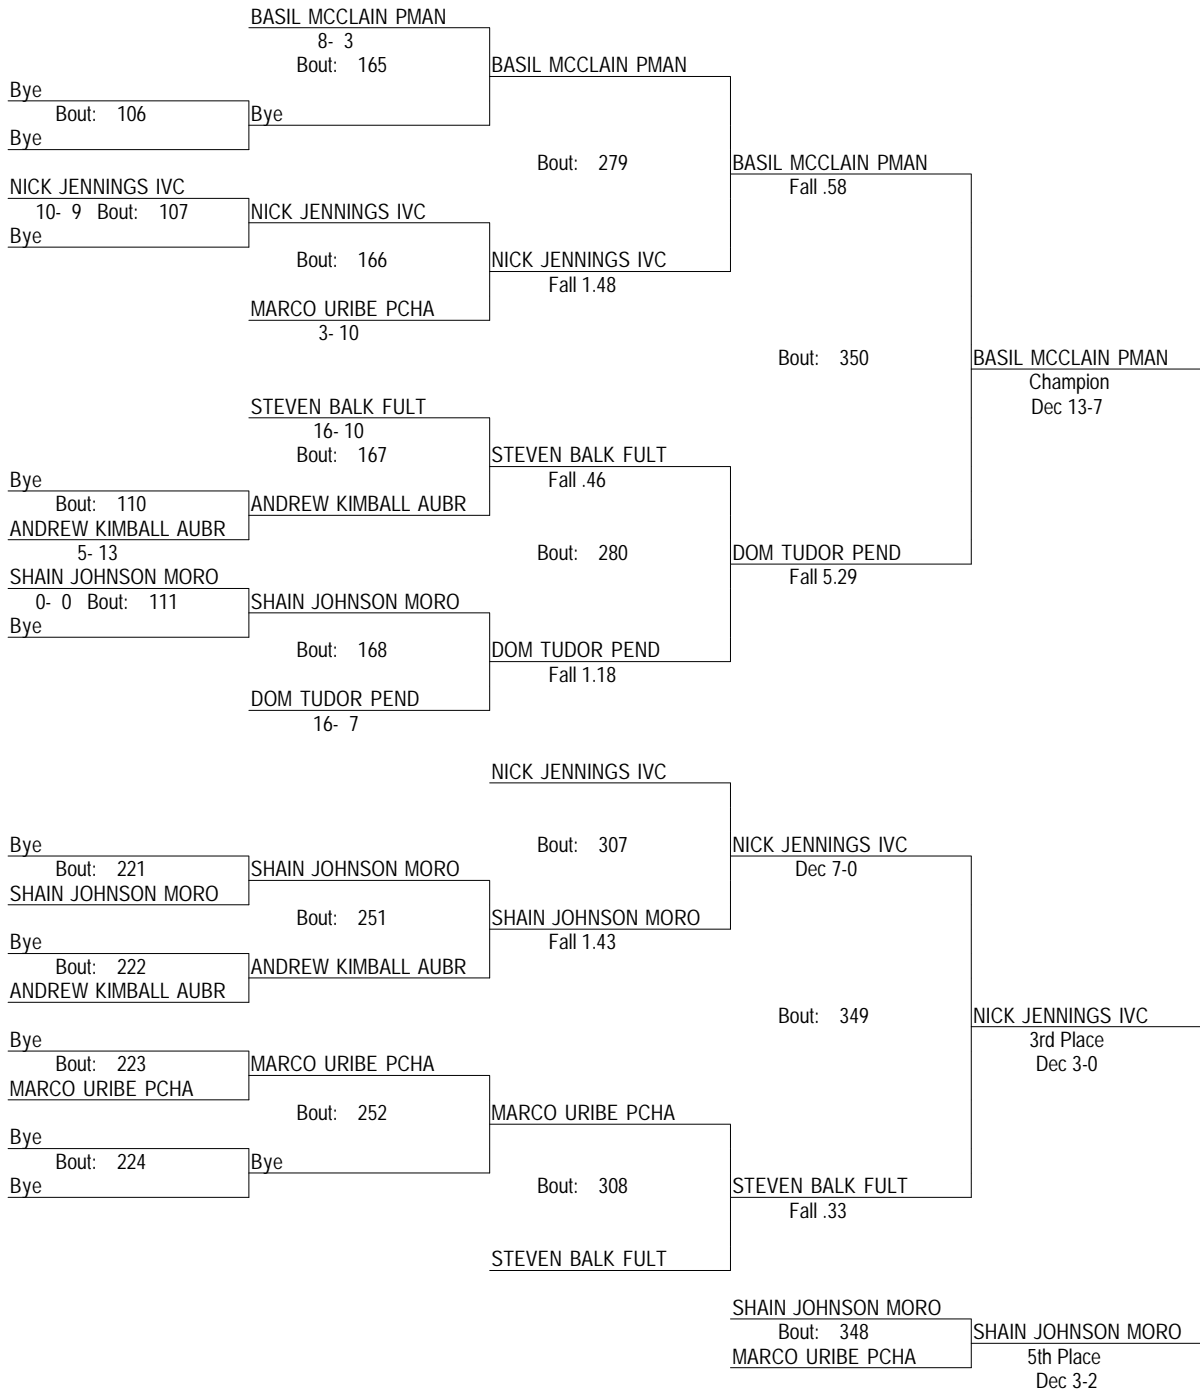 BASIL MCCLAIN PMAN
8- 3
Bout: 165
BASIL MCCLAIN PMAN
Bye
Bout: 106
Bye
Bye
Bout: 279
BASIL MCCLAIN PMAN
Fall .58
NICK JENNINGS IVC
10- 9 Bout: 107
NICK JENNINGS IVC
Bye
Bout: 166
NICK JENNINGS IVC
Fall 1.48
MARCO URIBE PCHA
3- 10
Bout: 350
BASIL MCCLAIN PMAN
Champion
Dec 13-7
STEVEN BALK FULT
16- 10
Bout: 167
STEVEN BALK FULT
Fall .46
Bye
Bout: 110
ANDREW KIMBALL AUBR
ANDREW KIMBALL AUBR
5- 13
Bout: 280
DOM TUDOR PEND
Fall 5.29
SHAIN JOHNSON MORO
0- 0 Bout: 111
SHAIN JOHNSON MORO
Bye
Bout: 168
DOM TUDOR PEND
Fall 1.18
DOM TUDOR PEND
16- 7
NICK JENNINGS IVC
Bout: 307
NICK JENNINGS IVC
Dec 7-0
Bye
Bout: 221
SHAIN JOHNSON MORO
SHAIN JOHNSON MORO
Bout: 251
SHAIN JOHNSON MORO
Fall 1.43
Bye
Bout: 222
ANDREW KIMBALL AUBR
ANDREW KIMBALL AUBR
Bout: 349
NICK JENNINGS IVC
3rd Place
Dec 3-0
Bye
Bout: 223
MARCO URIBE PCHA
MARCO URIBE PCHA
Bout: 252
MARCO URIBE PCHA
Bye
Bout: 224
Bye
Bye
Bout: 308
STEVEN BALK FULT
Fall .33
STEVEN BALK FULT
SHAIN JOHNSON MORO
Bout: 348
SHAIN JOHNSON MORO
MARCO URIBE PCHA
5th Place
Dec 3-2